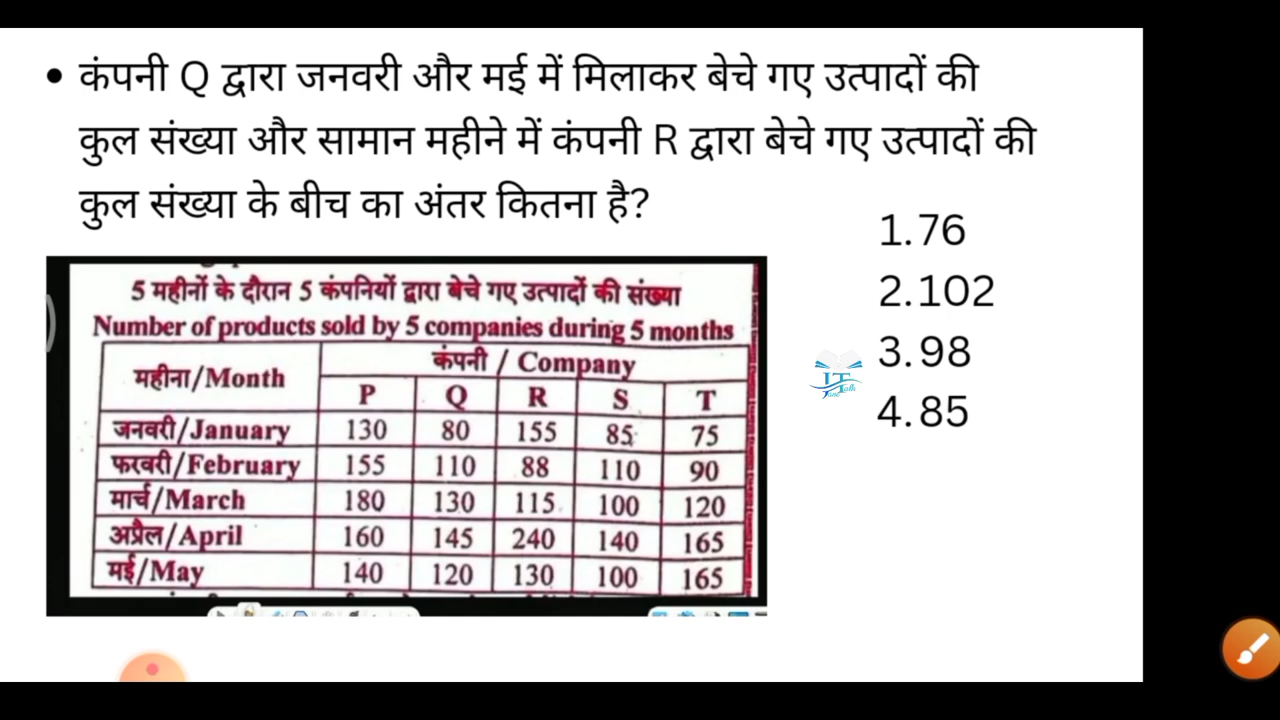 • कंपनी Q द्वारा जनवरी और मई में मिलाकर बेचे गए उत्पादों की
कुल संख्या और सामान महीने में कंपनी R द्वारा बेचे गए उत्पादों की
कुल संख्या के बीच का अंतर कितना है?
1.76
2.102
3.98
4.85
5 महीनों के दौरान 5 कंपनियों द्वारा बेचे गए उत्पादों की संख्या
Number of products sold by 5 companies during 5 months
महीना/Month कंपनी / Company
P Q R S T
जनवरी/January 130 80 155 85 75
फरवरी/February 155 110 88 110 90
मार्च/March 180 130 115 100 120
अप्रैल/April 160 145 240 140 165
मई/May 140 120 130 100 165